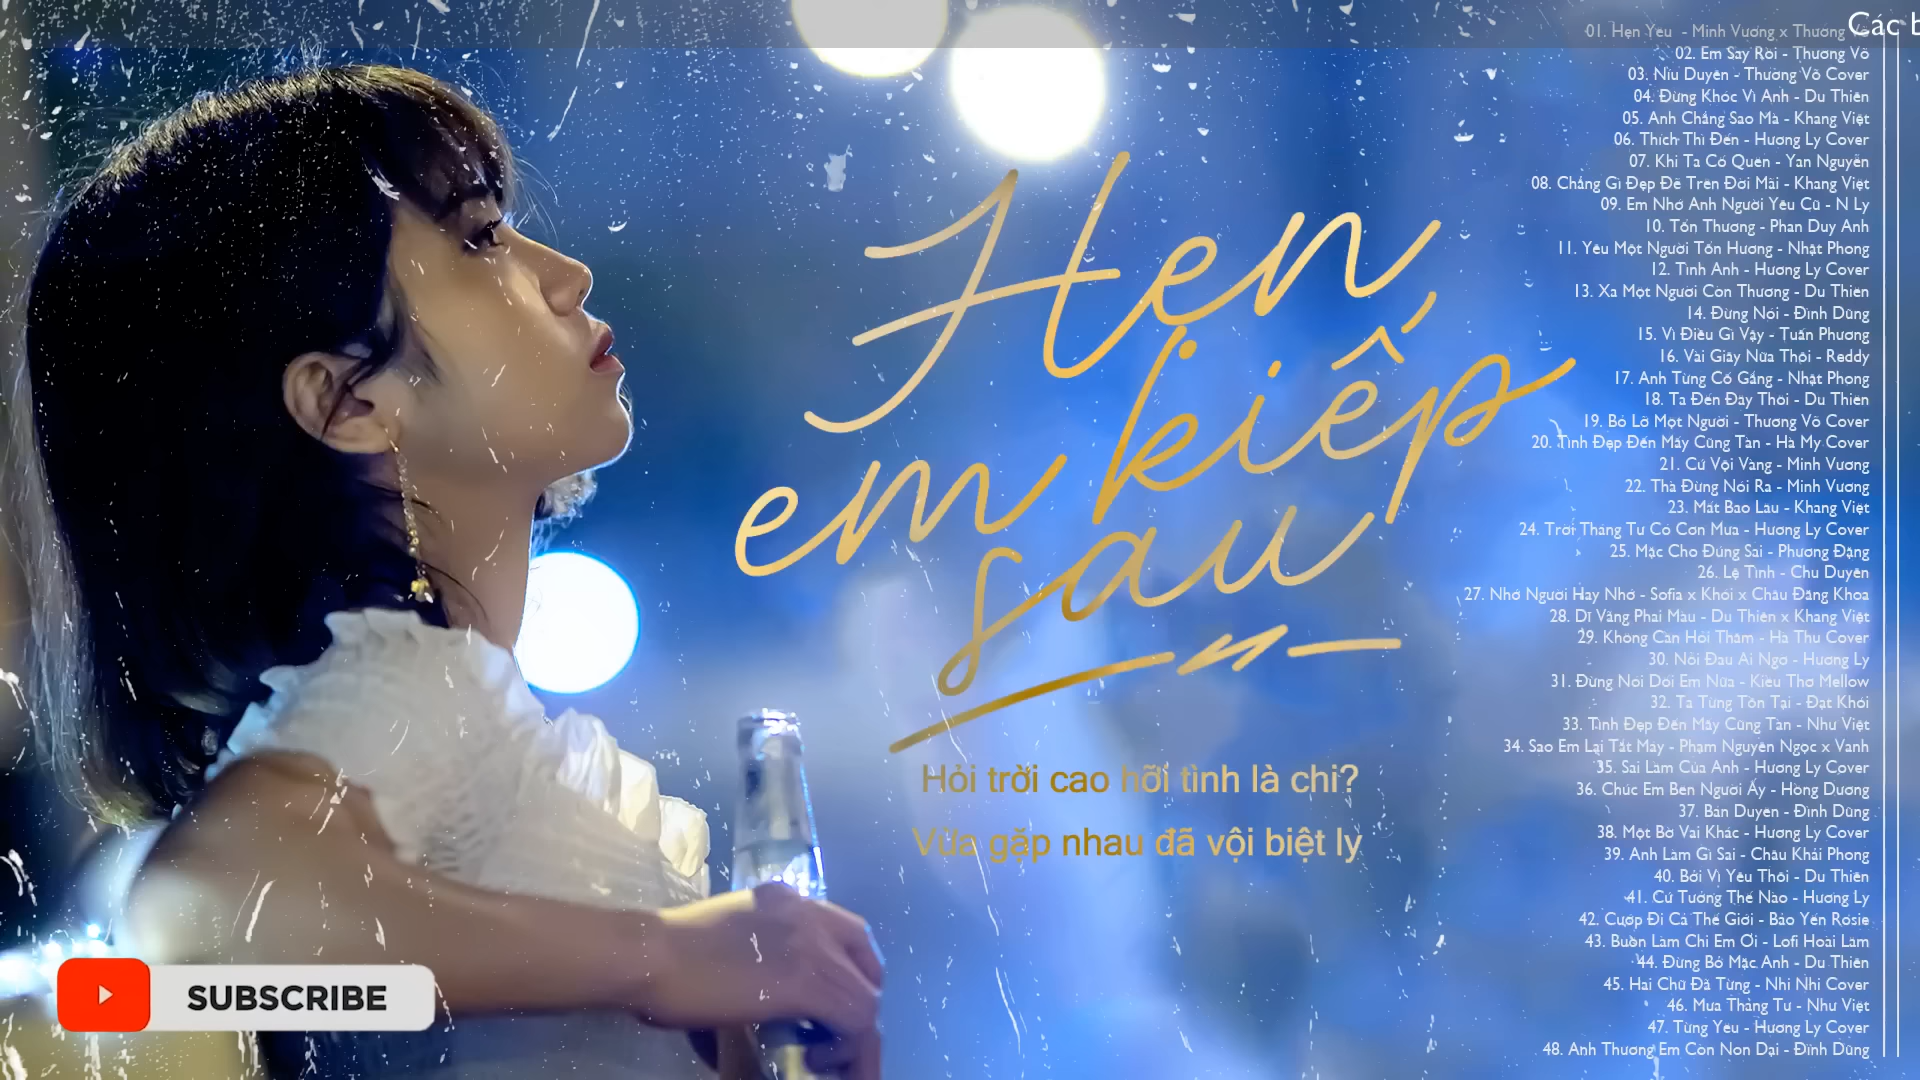 Các b
01. Hẹn Yêu - Minh Vương x Thương Võ
02. Em Say Rồi - Thương Võ
03. Níu Duyên - Thương Võ Cover
04. Đừng Khóc Vì Anh - Du Thiên
05. Anh Chẳng Sao Mà - Khang Việt
06. Thích Thì Đến - Hương Ly Cover
07. Khi Ta Cố Quên - Yan Nguyễn
08. Chẳng Gì Đẹp Đẽ Trên Đời Mãi - Khang Việt
09. Em Nhớ Anh Người Yêu Cũ - N Ly
10. Tổn Thương - Phan Duy Anh
11. Yêu Một Người Tổn Hương - Nhật Phong
12. Tình Anh - Hương Ly Cover
13. Xa Một Người Còn Thương - Du Thiên
14. Đừng Nói - Đình Dũng
15. Vì Điều Gì Vậy - Tuấn Phương
16. Vài Giây Nữa Thôi - Reddy
17. Anh Từng Cố Gắng - Nhật Phong
18. Ta Đến Đây Thôi - Du Thiên
19. Bỏ Lỡ Một Người - Thương Võ Cover
20. Tình Đẹp Đến Mấy Cũng Tàn - Hà My Cover
21. Cứ Vội Vàng - Minh Vương
22. Thà Đừng Nói Ra - Minh Vương
23. Mất Bao Lâu - Khang Việt
24. Trời Tháng Tư Có Cơn Mưa - Hương Ly Cover
25. Mặc Cho Đúng Sai - Phương Đặng
26. Lệ Tình - Chu Duyên
27. Nhớ Người Hay Nhớ - Sofia x Khói x Châu Đăng Khoa
28. Dĩ Vãng Phai Màu - Du Thiên x Khang Việt
29. Không Cần Hỏi Thăm - Hà Thu Cover
30. Nỗi Đau Ai Ngờ - Hương Ly
31. Đừng Nói Dối Em Nữa - Kiều Thơ Mellow
32. Ta Từng Tồn Tại - Đạt Khói
33. Tình Đẹp Đến Mấy Cũng Tàn - Như Việt
34. Sao Em Lại Tắt Máy - Phạm Nguyên Ngọc x Vanh
35. Sai Lầm Của Anh - Hương Ly Cover
36. Chúc Em Bên Người Ấy - Hồng Dương
37. Bán Duyên - Đình Dũng
38. Một Bờ Vai Khác - Hương Ly Cover
39. Anh Làm Gì Sai - Châu Khải Phong
40. Bởi Vì Yêu Thôi - Du Thiên
41. Cứ Tưởng Thế Nào - Hương Ly
42. Cướp Đi Cả Thế Giới - Bảo Yến Rosie
43. Buồn Làm Chi Em Ơi - Lofi Hoài Lâm
44. Đừng Bỏ Mặc Anh - Du Thiên
45. Hai Chữ Đã Từng - Nhi Nhi Cover
46. Mưa Tháng Tư - Như Việt
47. Từng Yêu - Hương Ly Cover
48. Anh Thương Em Còn Non Dại - Đình Dũng
Hẹn
em kiếp
sau
Hỏi trời cao hỡi tình là chi?
Vừa gặp nhau đã vội biệt ly
SUBSCRIBE